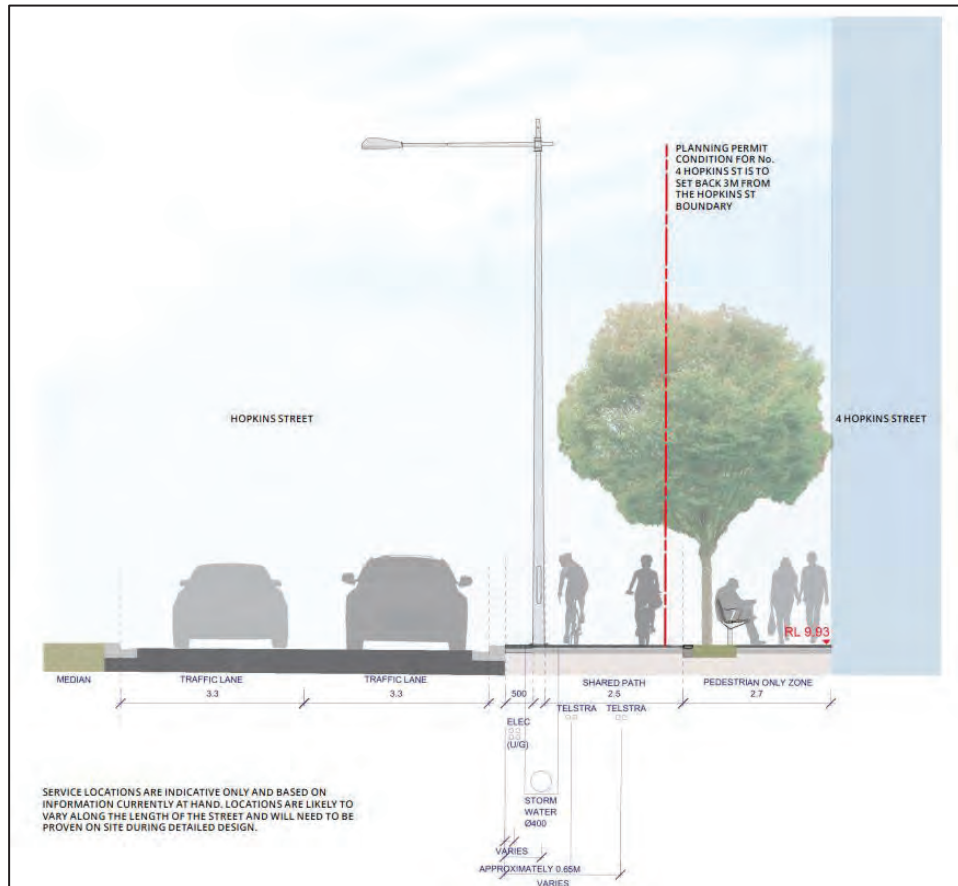 PLANNING PERMIT
CONDITION FOR No.
4 HOPKINS ST IS TO
SET BACK 3M FROM
THE HOPKINS ST
BOUNDARY
HOPKINS STREET
4 HOPKINS STREET
RL 9.93
MEDIAN
TRAFFIC LANE
3.3
TRAFFIC LANE
3.3
500
SHARED PATH
2.5
PEDESTRIAN ONLY ZONE
2.7
TELSTRA
TELSTRA
ELEC
(U/G)
STORM
WATER
Ø400
SERVICE LOCATIONS ARE INDICATIVE ONLY AND BASED ON
INFORMATION CURRENTLY AT HAND. LOCATIONS ARE LIKELY TO
VARY ALONG THE LENGTH OF THE STREET AND WILL NEED TO BE
PROVEN ON SITE DURING DETAILED DESIGN.
VARIES
APPROXIMATELY 0.65M
VARIES